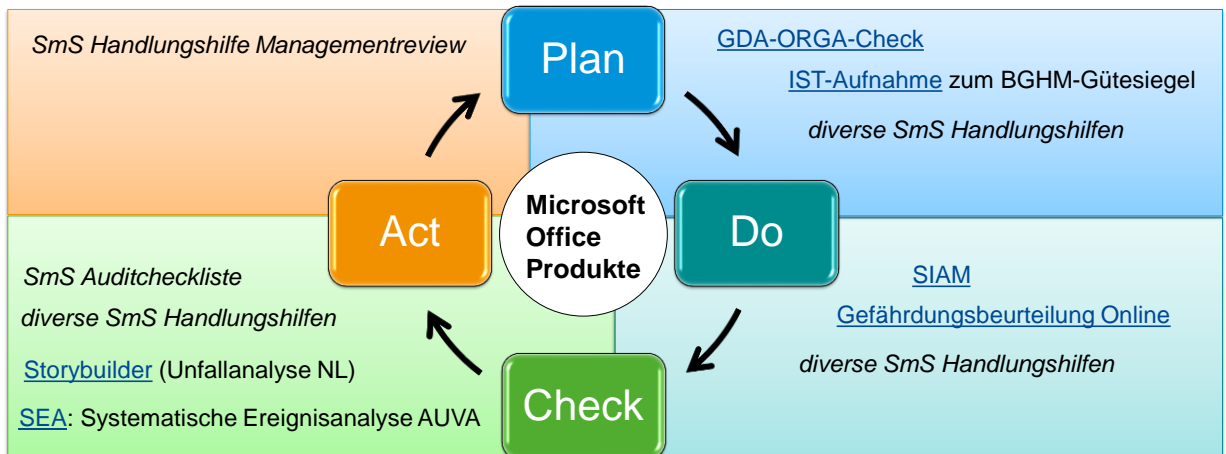 SmS Handlungshilfe Managementreview
Plan
GDA-ORGA-Check
IST-Aufnahme zum BGHM-Gütesiegel
diverse SmS Handlungshilfen
Act
Microsoft
Office
Produkte
Do
SmS Auditcheckliste
diverse SmS Handlungshilfen
Storybuilder (Unfallanalyse NL)
SEA: Systematische Ereignisanalyse AUVA
Check
SIAM
Gefährdungsbeurteilung Online
diverse SmS Handlungshilfen